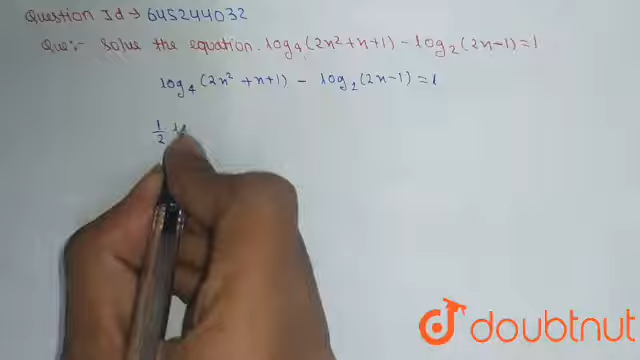 Question Id → 645244032
Que:- Solve the equation. log₄(2x²+x+1) - log₂(2x-1)=1
log₄(2x²+x+1) - log₂(2x-1)=1
1/2
doubtnut